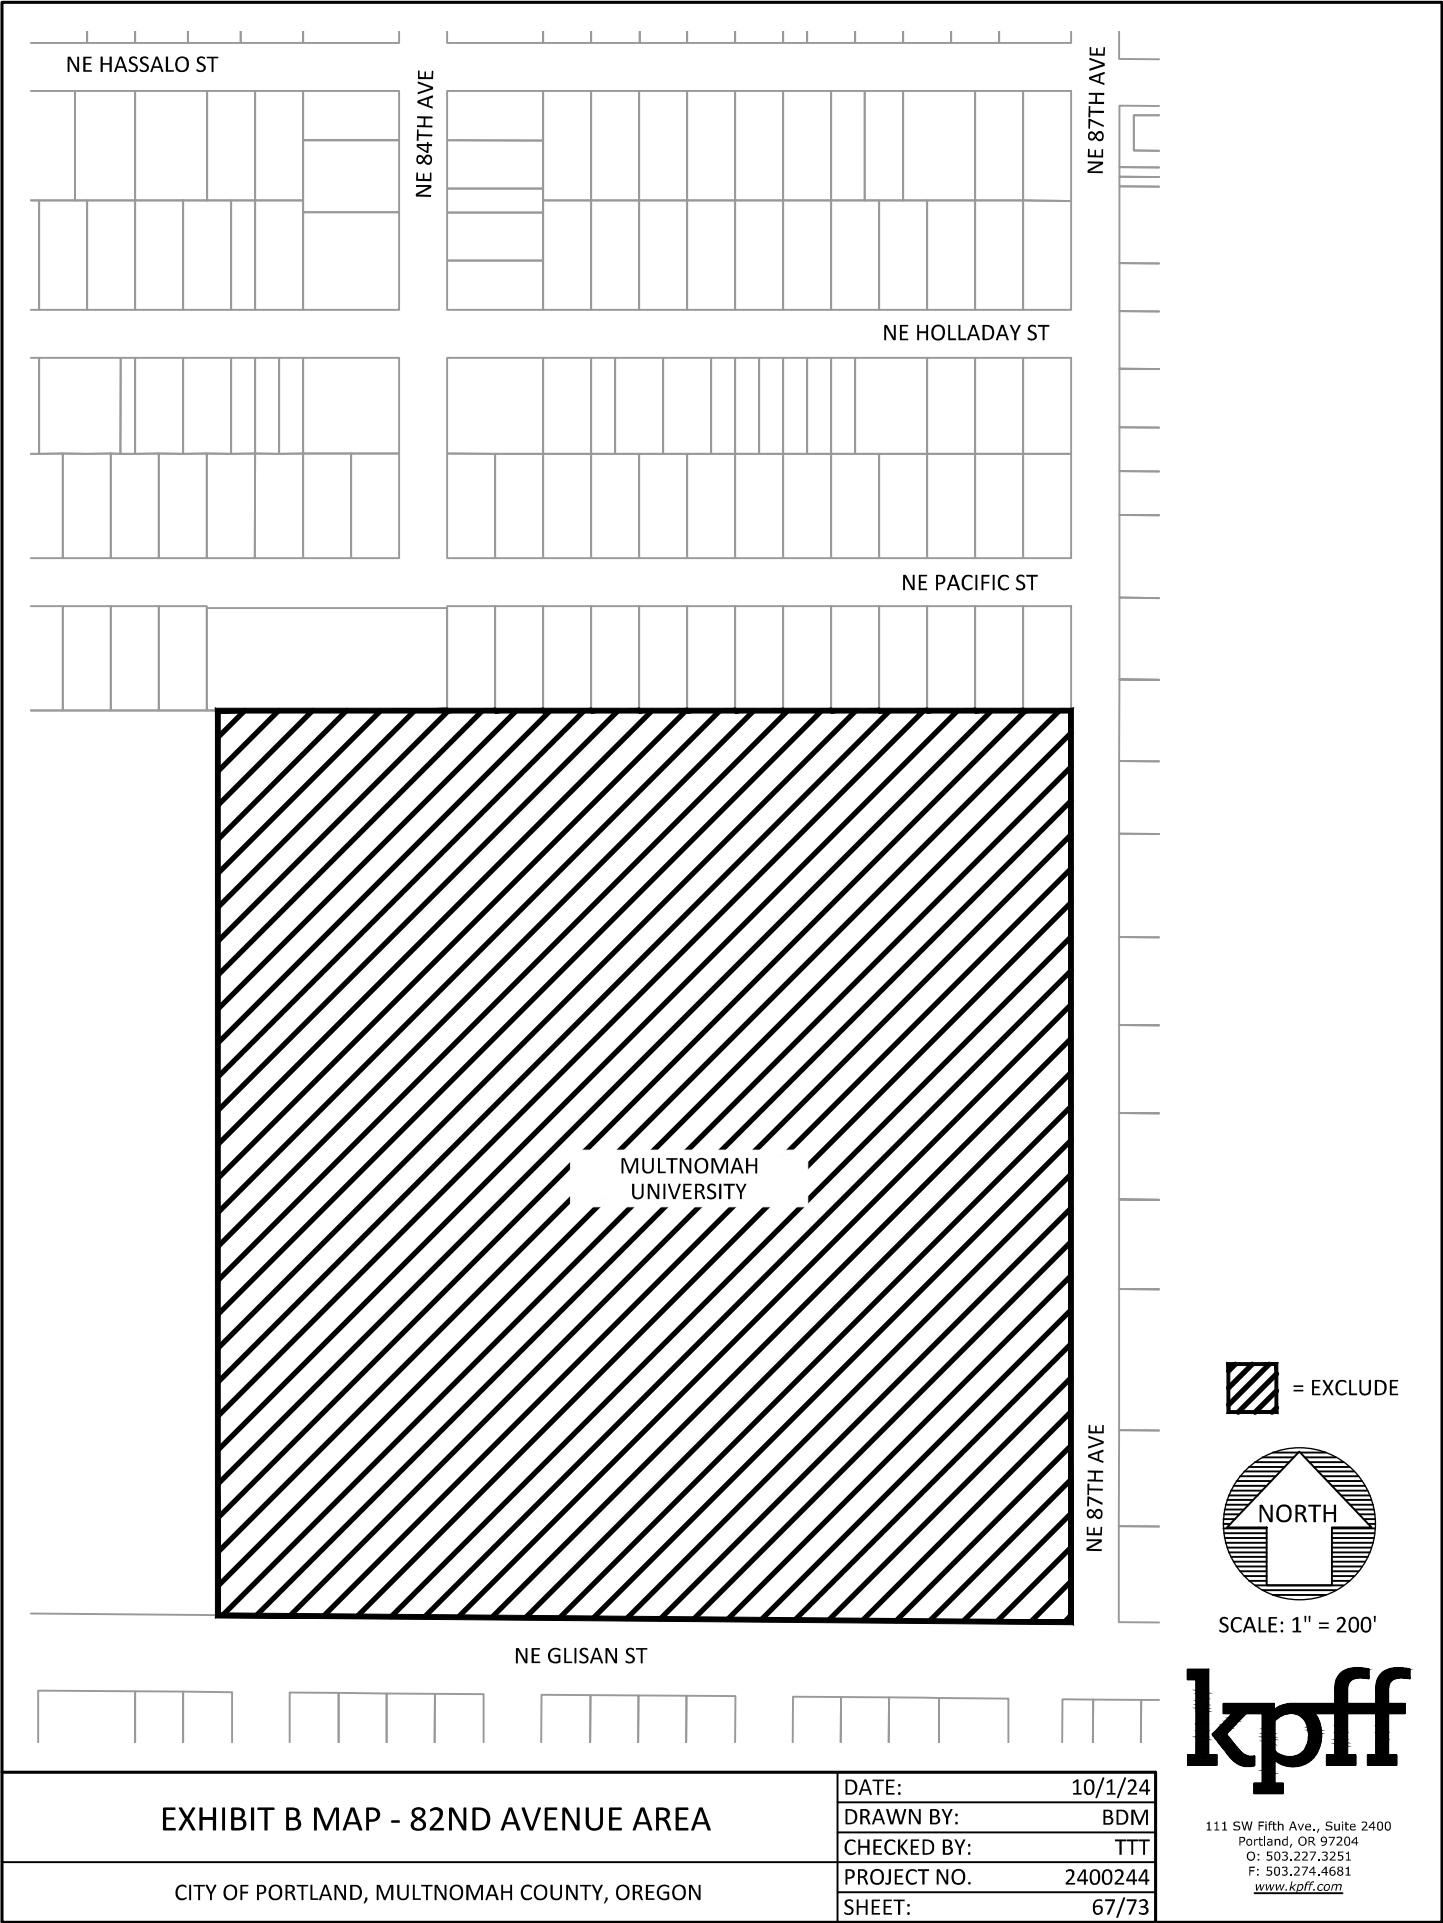 NE HASSALO ST
NE 84TH AVE
NE 87TH AVE
NE HOLLADAY ST
NE PACIFIC ST
MULTNOMAH
UNIVERSITY
= EXCLUDE
NE 87TH AVE
NORTH
SCALE: 1" = 200'
NE GLISAN ST
kpff
111 SW Fifth Ave., Suite 2400
Portland, OR 97204
O: 503.227.3251
F: 503.274.4681
www.kpff.com
EXHIBIT B MAP - 82ND AVENUE AREA
CITY OF PORTLAND, MULTNOMAH COUNTY, OREGON
DATE: 10/1/24
DRAWN BY: BDM
CHECKED BY: TTT
PROJECT NO. 2400244
SHEET: 67/73